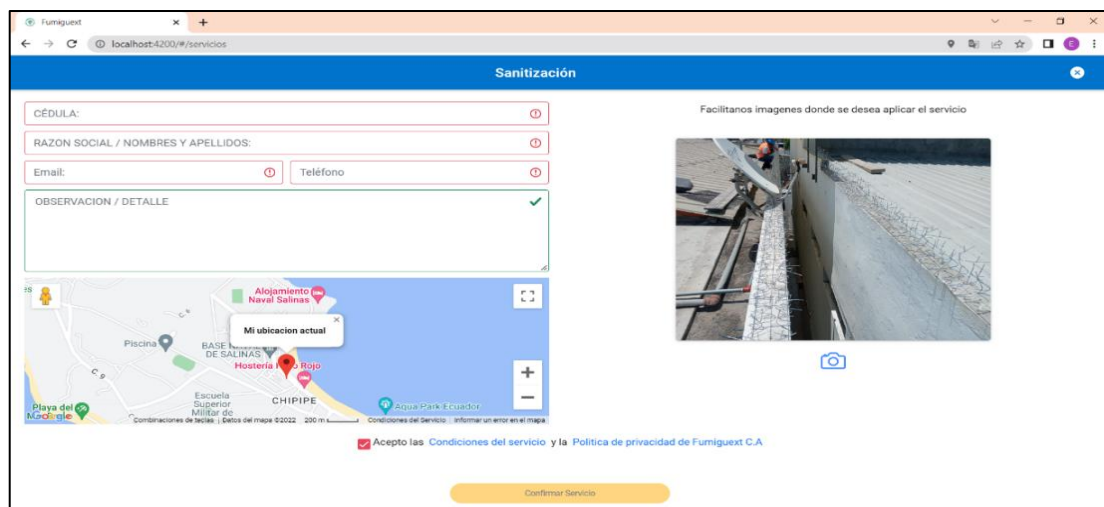 Fumiguext
localhost:4200/#/servicios
E
Sanitización
CÉDULA:
RAZON SOCIAL / NOMBRES Y APELLIDOS:
Email:
Teléfono
OBSERVACION / DETALLE
Alojamiento
Naval Salinas
Mi ubicacion actual
Piscina
BASE
DE SALINAS
Hostería
Rojo
Escuela
Superior
Militar de
CHIPIPE
Playa del
Aqua Park Ecuador
Combinaciones de teclas
Datos del mapa ©2022
200 m
Condiciones del Servicio
Informar un error en el mapa
Facilitanos imagenes donde se desea aplicar el servicio
Acepto las Condiciones del servicio y la Politica de privacidad de Fumiguext C.A
Confirmar Servicio